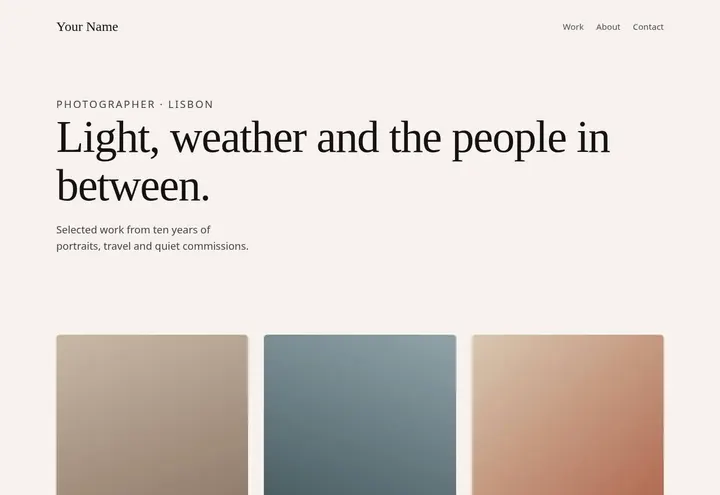 Your Name
Work About Contact
PHOTOGRAPHER · LISBON
Light, weather and the people in
between.
Selected work from ten years of
portraits, travel and quiet commissions.